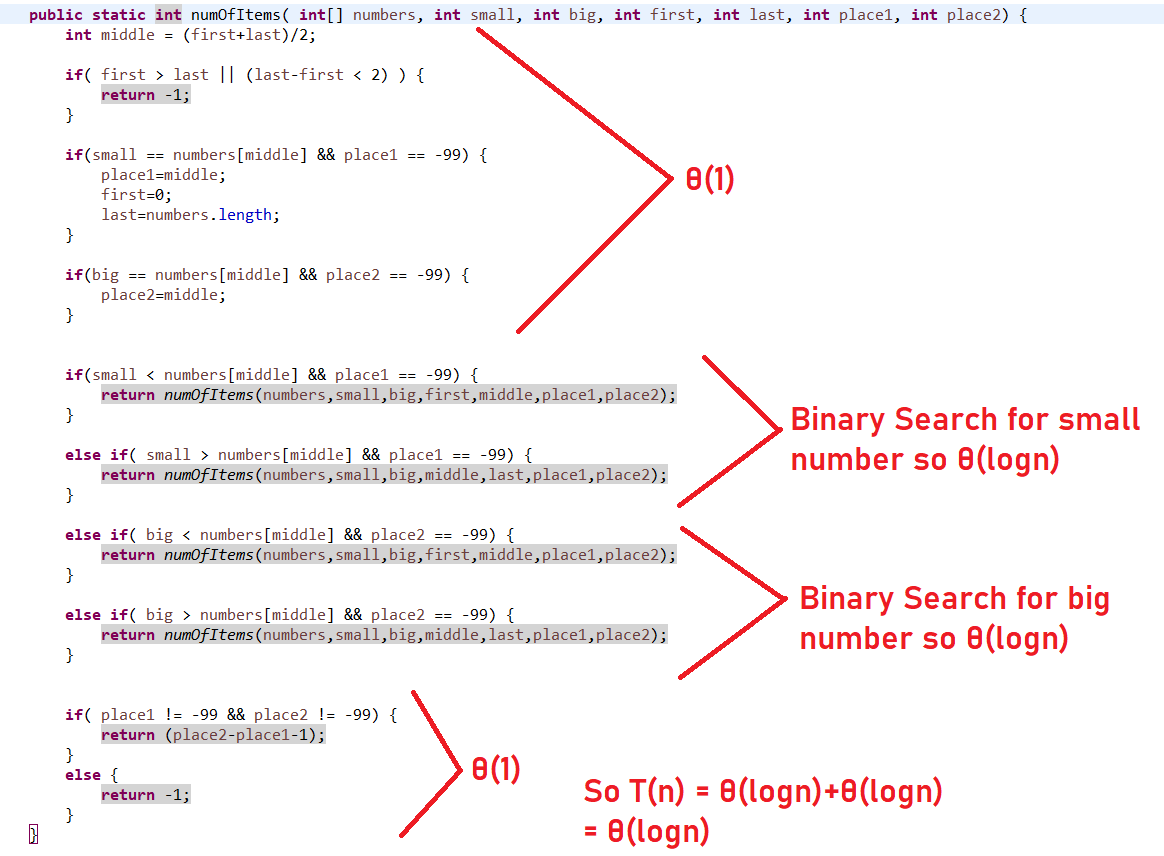 public static int numOfItems( int[] numbers, int small, int big, int first, int last, int place1, int place2) {
int middle = (first+last)/2;
if( first > last || (last-first < 2) ) {
return -1;
}
if(small == numbers[middle] && place1 == -99) {
place1=middle;
first=0;
last=numbers.length;
}
θ(1)
if(big == numbers[middle] && place2 == -99) {
place2=middle;
}
if(small < numbers[middle] && place1 == -99) {
return numOfItems(numbers,small,big,first,middle,place1,place2);
}
else if( small > numbers[middle] && place1 == -99) {
return numOfItems(numbers,small,big,middle,last,place1,place2);
}
Binary Search for small
number so θ(logn)
else if( big < numbers[middle] && place2 == -99) {
return numOfItems(numbers,small,big,first,middle,place1,place2);
}
else if( big > numbers[middle] && place2 == -99) {
return numOfItems(numbers,small,big,middle,last,place1,place2);
}
Binary Search for big
number so θ(logn)
if( place1 != -99 && place2 != -99) {
return (place2-place1-1);
}
else {
return -1;
}
}
θ(1)
So T(n) = θ(logn)+θ(logn)
= θ(logn)